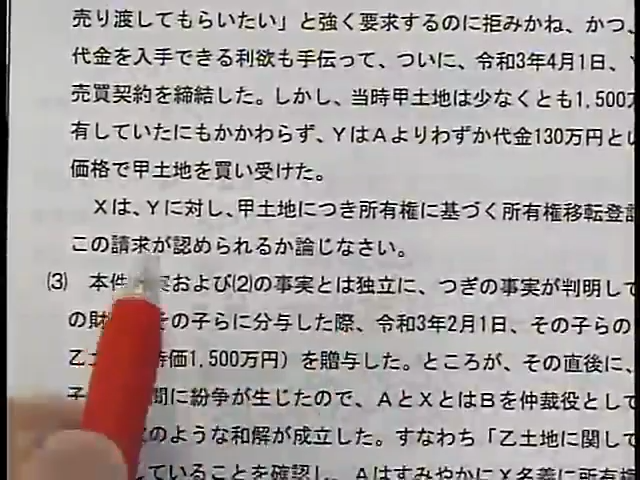 売り渡してもらいたい」と強く要求するのに拒みかね、かつ、
代金を入手できる利欲も手伝って、ついに、令和3年4月1日、
売買契約を締結した。しかし、当時甲土地は少なくとも1,500
有していたにもかかわらず、YはAよりわずか代金130万円とい
価格で甲土地を買い受けた。
Xは、Yに対し、甲土地につき所有権に基づく所有権移転登
この請求が認められるか論じなさい。
(3) 本件 実および(2)の事実とは独立に、つぎの事実が判明して
の財 その子らに分与した際、令和3年2月1日、その子らの
乙土 時価1,500万円）を贈与した。ところが、その直後に、
子 間に紛争が生じたので、AとXとはBを仲裁役として
のような和解が成立した。すなわち「乙土地に関して
していることを確認し、AはすみやかにX名義に所有